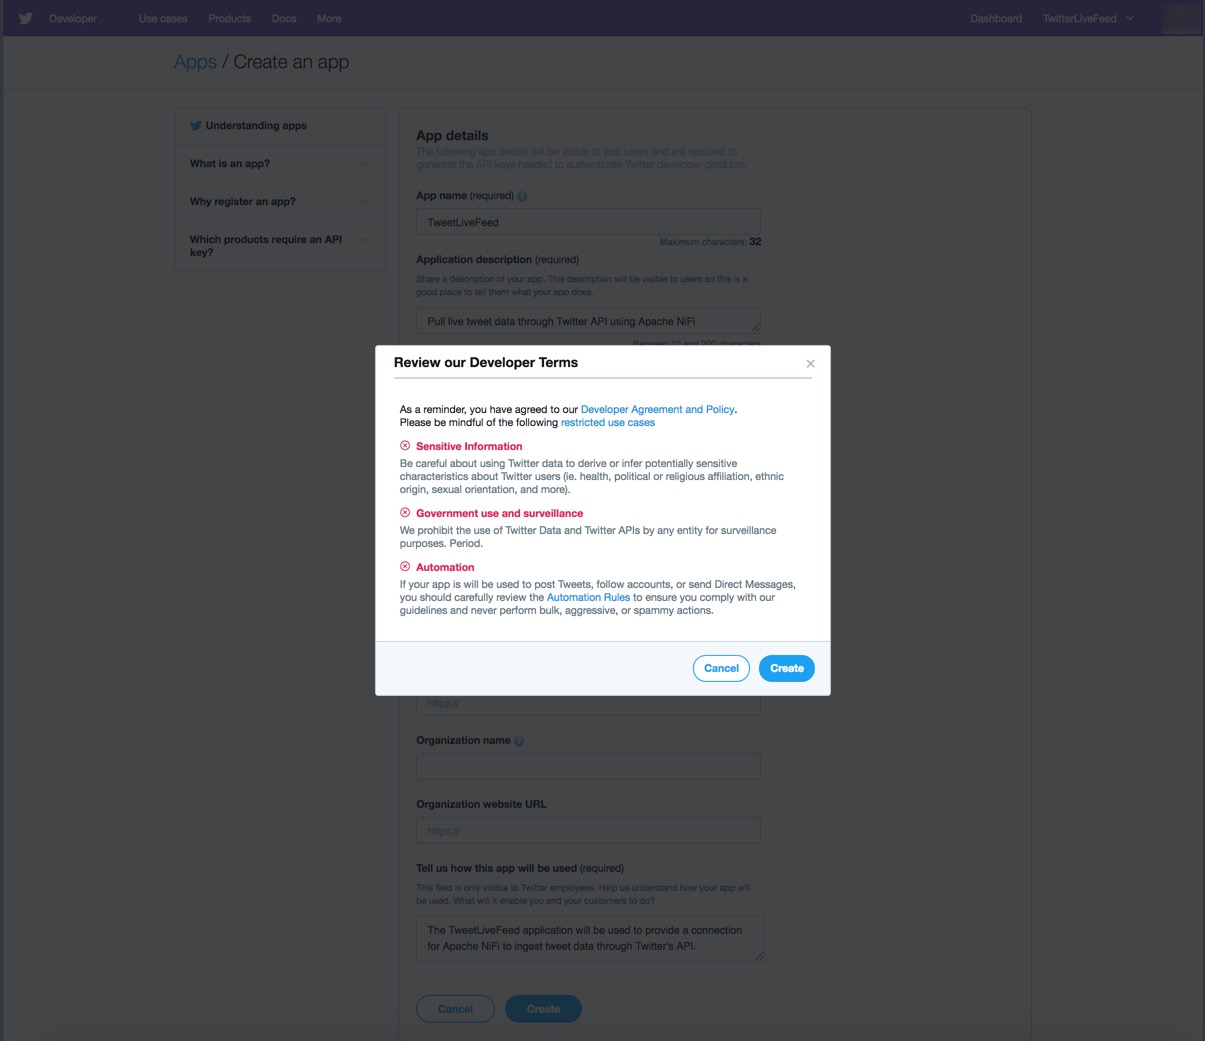 Developer Use cases Products Docs More Dashboard TwitterLiveFeed
Apps / Create an app
Understanding apps
What is an app?
Why register an app?
Which products require an API
key?
App details
The following app details will be visible to app users and are required to
generate the API keys needed to authenticate Twitter developer products.
App name (required) ?
TweetLiveFeed
Maximum characters: 32
Application description (required)
Share a description of your app. This description will be visible to users so this is a
good place to tell them what your app does.
Pull live tweet data through Twitter API using Apache NiFi
Between 10 and 200 characters
Review our Developer Terms
As a reminder, you have agreed to our Developer Agreement and Policy.
Please be mindful of the following restricted use cases
Sensitive Information
Be careful about using Twitter data to derive or infer potentially sensitive
characteristics about Twitter users (ie. health, political or religious affiliation, ethnic
origin, sexual orientation, and more).
Government use and surveillance
We prohibit the use of Twitter Data and Twitter APIs by any entity for surveillance
purposes. Period.
Automation
If your app is will be used to post Tweets, follow accounts, or send Direct Messages,
you should carefully review the Automation Rules to ensure you comply with our
guidelines and never perform bulk, aggressive, or spammy actions.
Cancel Create
https://
Organization name ?
Organization website URL
https://
Tell us how this app will be used (required)
This field is only visible to Twitter employees. Help us understand how your app will
be used. What will it enable you and your customers to do?
The TweetLiveFeed application will be used to provide a connection
for Apache NiFi to ingest tweet data through Twitter's API.
Cancel Create